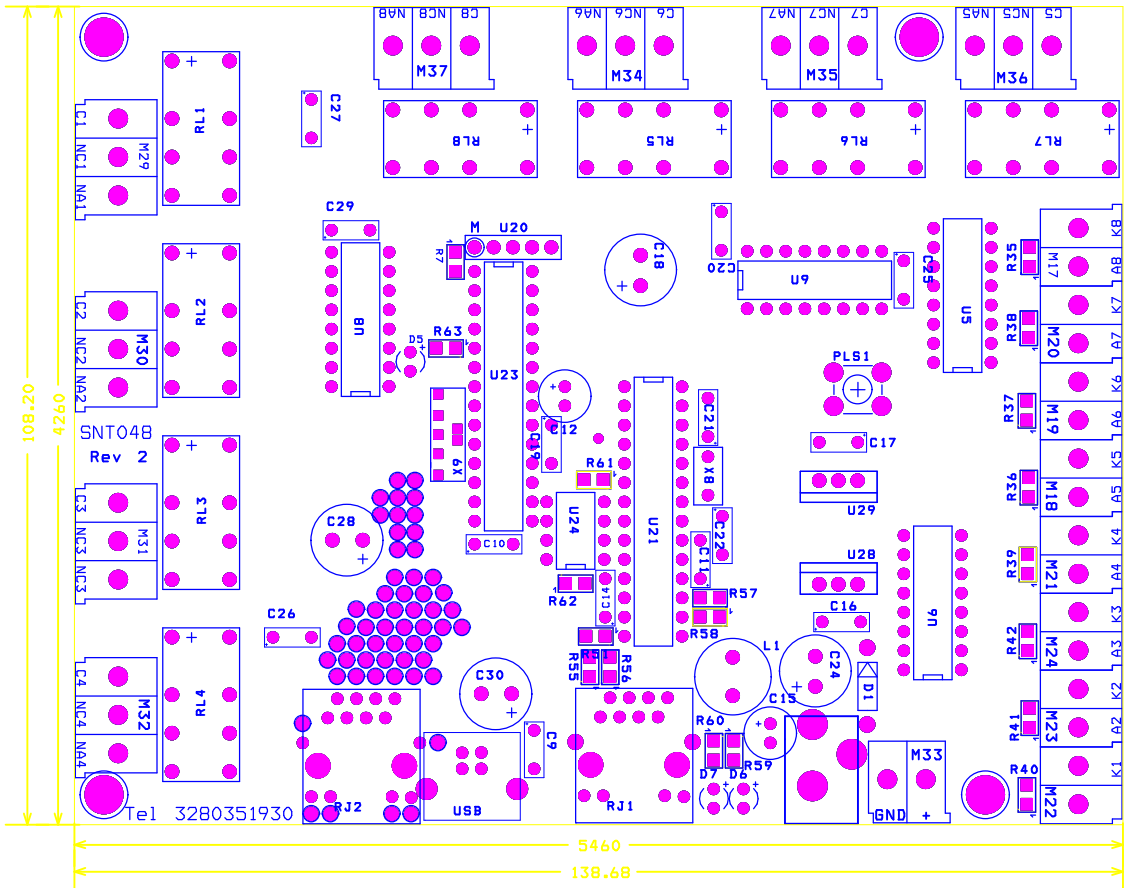 NA8 NC8 C8
M37
NA6 NC6 C6
M34
NA7 NC7 C7
M35
NA5 NC5 C5
M36
RL8
RL5
RL6
RL7
C1
NC1
NA1
M29
RL1
C27
C29
M U20
R7
C18
C20
U9
C25
U5
R35
M17
K8
A8
C2
NC2
NA2
M30
RL2
U8
D5
R63
U23
C12
C19
X9
PLS1
C17
R38
M20
K7
A7
R37
M19
K6
A6
SNT048
Rev 2
C3
NC3
NC3
M31
RL3
C28
C10
U24
R61
U21
C21
X8
C22
C11
U29
U28
R36
M18
K5
A5
R39
M21
K4
A4
R62
C14
R57
R58
R51
R55
R56
C26
C30
L1
C24
C16
D1
U6
R42
M24
K3
A3
C4
NC4
NA4
M32
RL4
C15
R60
R59
D7 D6
C9
R41
M23
K2
A2
R40
M22
K1
M33
GND +
Tel 3280351930
RJ2
USB
RJ1
108.20
4260
5460
138.68